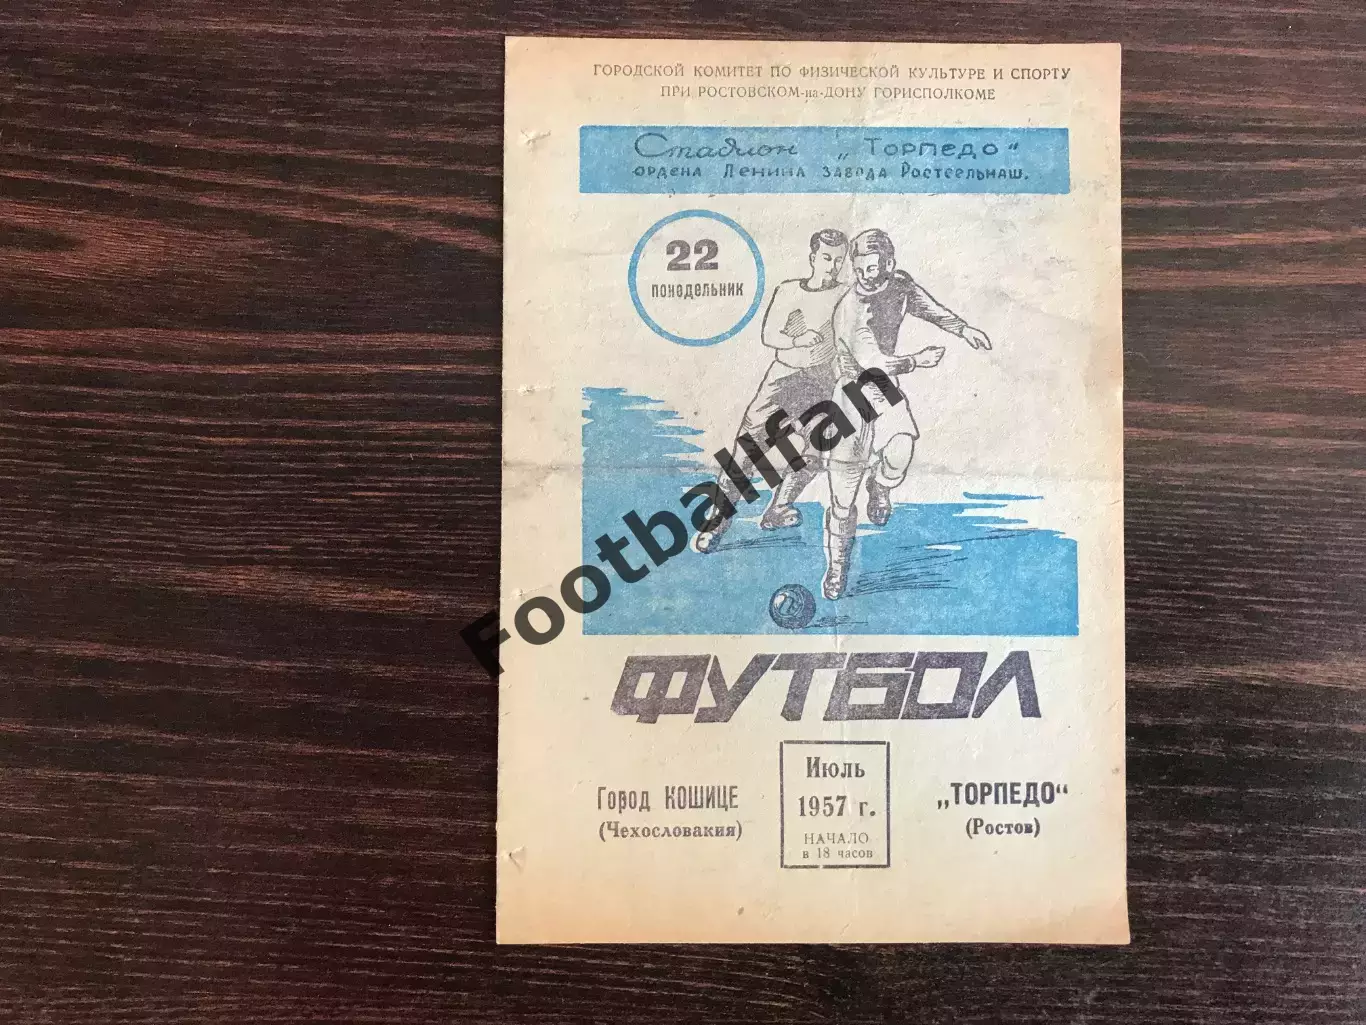 ГОРОДСКОЙ КОМИТЕТ ПО ФИЗИЧЕСКОЙ КУЛЬТУРЕ И СПОРТУ
ПРИ РОСТОВСКОМ-на-ДОНУ ГОРИСПОЛКОМЕ
Стадион „Торпедо"
ордена Ленина завода Ростсельмаш.
22
понедельник
Footballfan
ФУТБОЛ
Город КОШИЦЕ
(Чехословакия)
Июль
1957 г.
НАЧАЛО
в 18 часов
„ТОРПЕДО"
(Ростов)